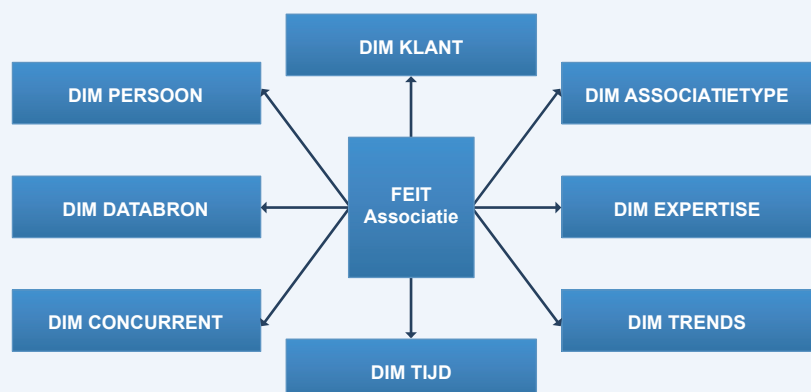 DIM KLANT
DIM PERSOON
DIM ASSOCIATIETYPE
FEIT
Associatie
DIM DATABRON
DIM EXPERTISE
DIM CONCURRENT
DIM TRENDS
DIM TIJD